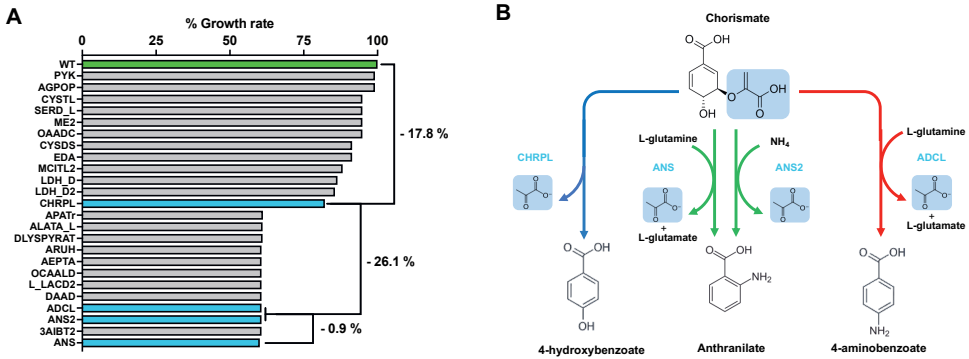 A
% Growth rate
0 25 50 75 100
WT
PYK
AGPOP
CYSTL
SERD_L
ME2
OAADC
CYSDS
EDA
MCITL2
LDH_D
LDH_D2
CHRPL
APATr
ALATA_L
DLYSPYRAT
ARUH
AEPTA
OCAALD
L_LACD2
DAAD
ADCL
ANS2
3AIBT2
ANS
- 17.8 %
- 26.1 %
- 0.9 %
B
Chorismate
O OH
O OH
OH O
L-glutamine
NH4
L-glutamine
CHRPL
ANS
ANS2
ADCL
O O-
O
O O-
O
+
L-glutamate
O O-
O
O O-
O
+
L-glutamate
O OH
OH
4-hydroxybenzoate
O OH
NH2
Anthranilate
O OH
NH2
4-aminobenzoate